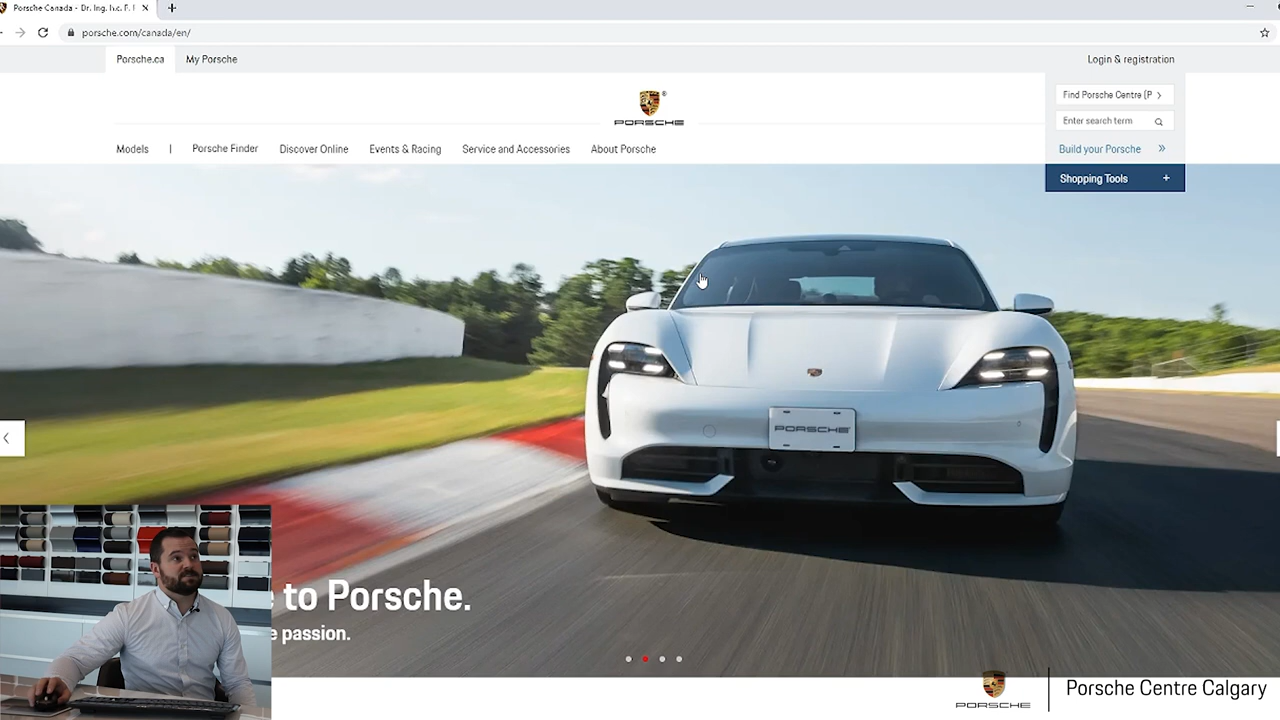 Porsche Canada - Dr. Ing. h.c. F.
porsche.com/canada/en/
Porsche.ca
My Porsche
Login & registration
PORSCHE
Find Porsche Centre (P
Enter search term
Models | Porsche Finder Discover Online Events & Racing Service and Accessories About Porsche
Build your Porsche
Shopping Tools +
PORSCHE
to Porsche.
passion.
PORSCHE
Porsche Centre Calgary